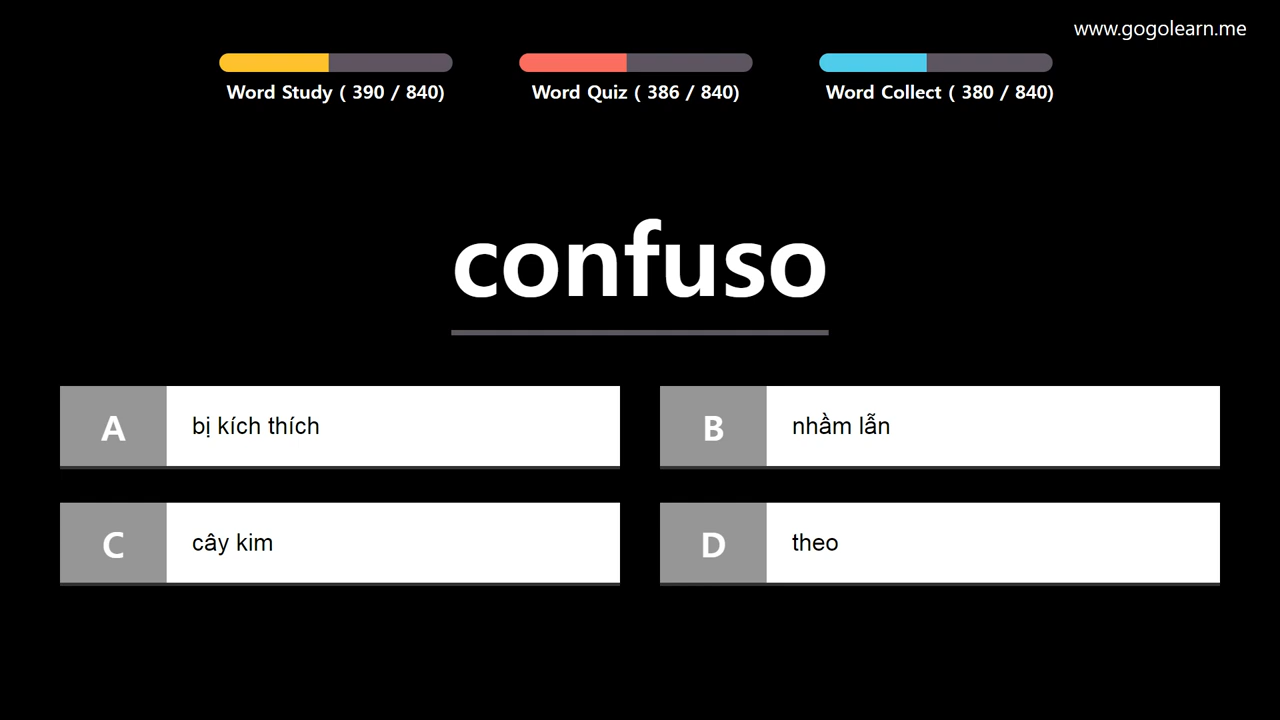 www.gogolearn.me
Word Study ( 390 / 840)
Word Quiz ( 386 / 840)
Word Collect ( 380 / 840)
confuso
A
bị kích thích
B
nhầm lẫn
C
cây kim
D
theo